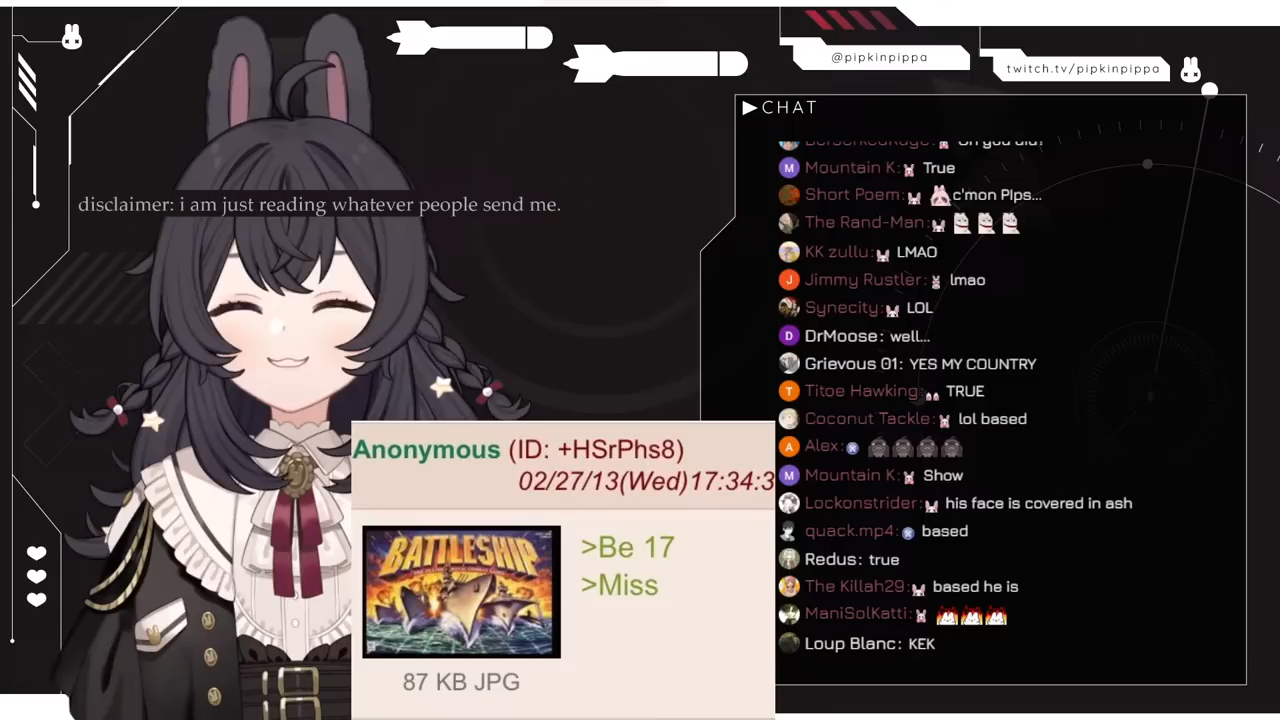 @pipkinpippa
twitch.tv/pipkinpippa
▶CHAT
Mountain K: True
Short Poem: c'mon PIps...
The Rand-Man:
KK zullu: LMAO
Jimmy Rustler: lmao
Synecity: LOL
DrMoose: well...
Grievous 01: YES MY COUNTRY
Titoe Hawking: TRUE
Coconut Tackle: lol based
Alex:
Mountain K: Show
Lockonstrider: his face is covered in ash
quack.mp4: based
Redus: true
The Killah29: based he is
ManiSolKatti:
Loup Blanc: KEK
disclaimer: i am just reading whatever people send me.
Anonymous (ID: +HSrPhs8)
02/27/13(Wed)17:34:3
BATTLESHIP
>Be 17
>Miss
87 KB JPG